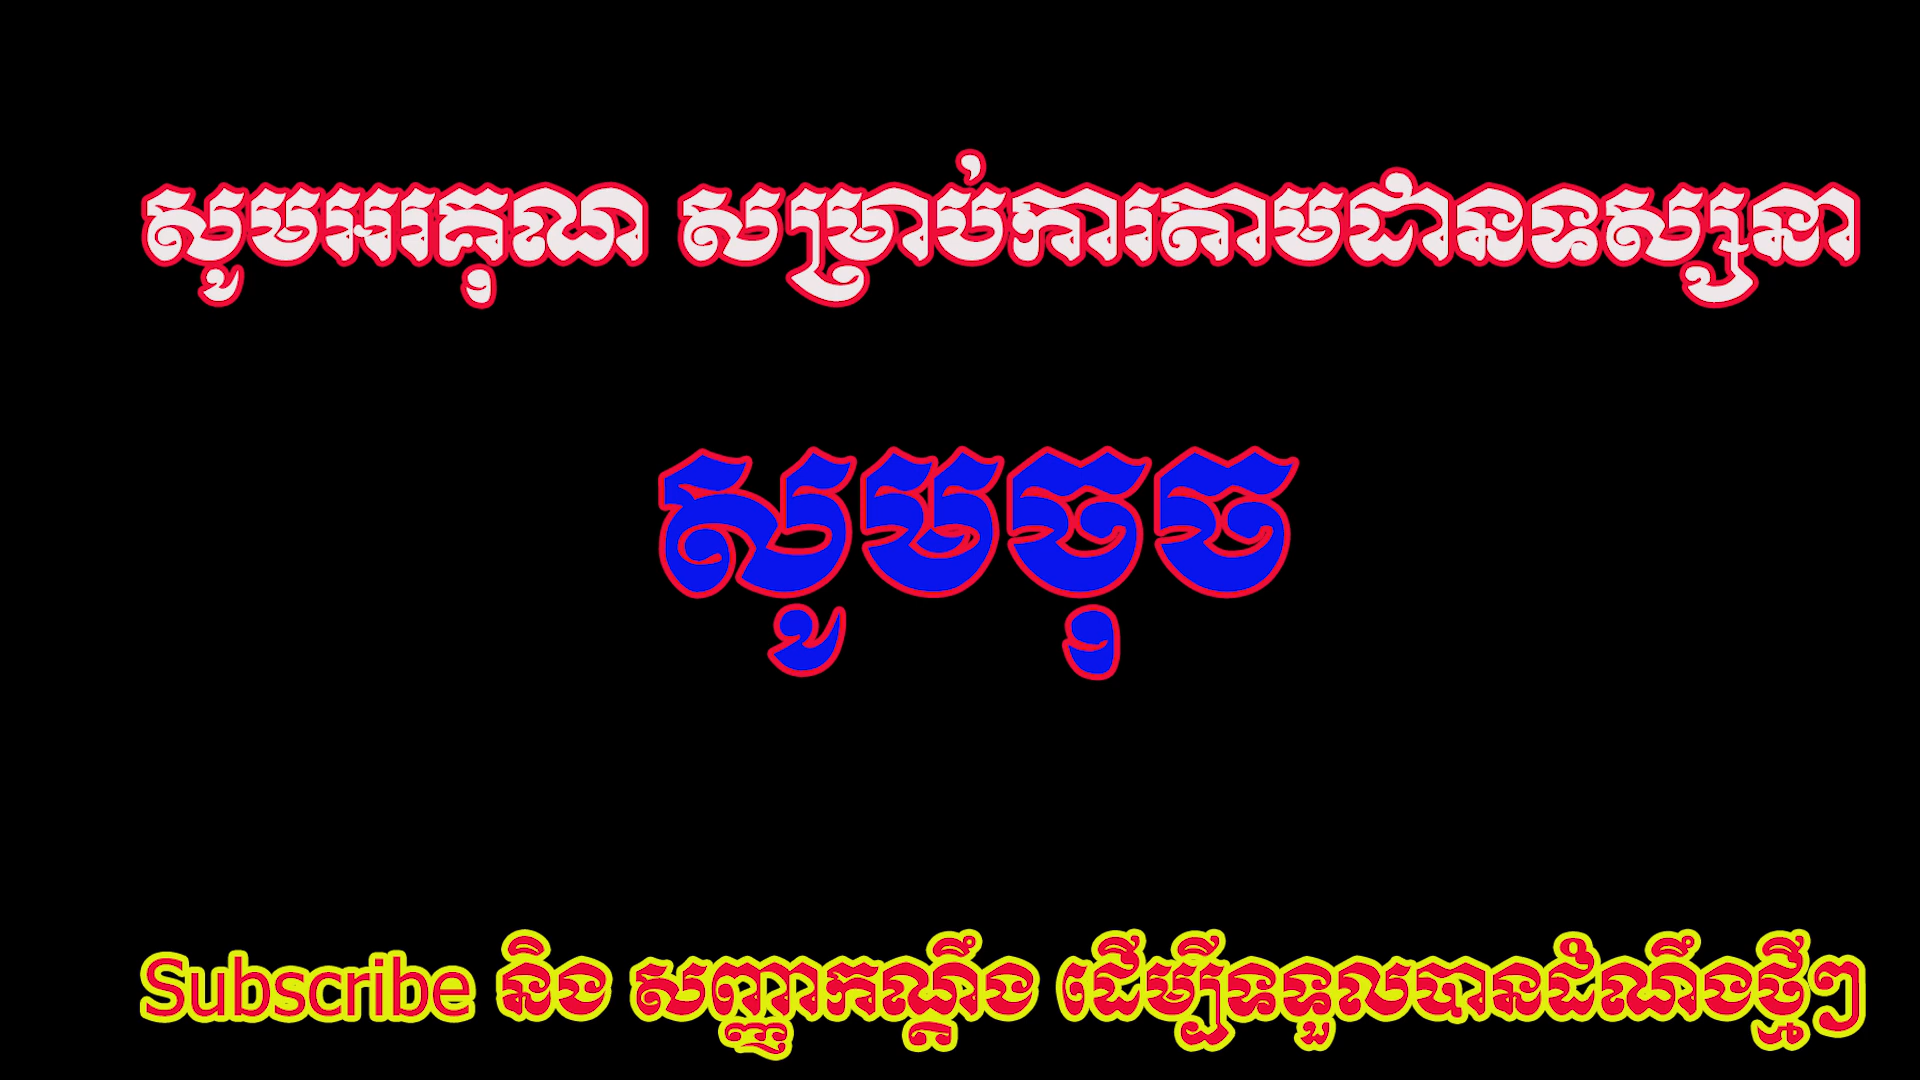 សូមអរគុណ សម្រាប់ការតាមដានទស្សនា
សូមចុច
Subscribe និង សញ្ញាកណ្ដឹង ដើម្បីទទួលបានដំណឹងថ្មីៗ